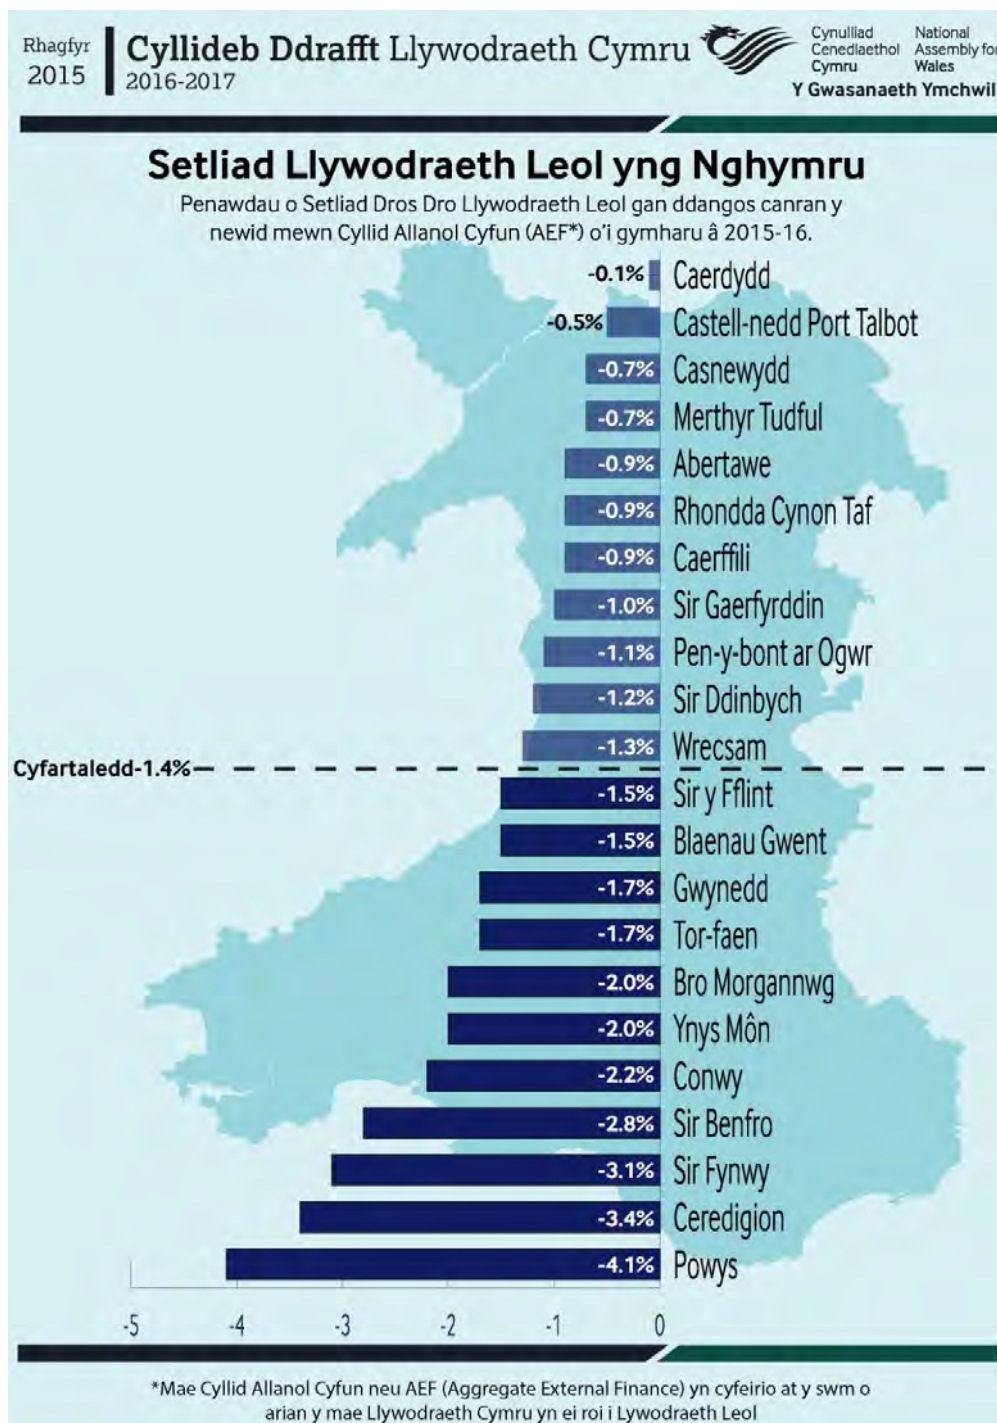 Rhagfyr
2015
Cyllideb Ddrafft Llywodraeth Cymru
2016-2017
Cynulliad
Cenedlaethol
Cymru
National
Assembly for
Wales
Y Gwasanaeth Ymchwil
Setliad Llywodraeth Leol yng Nghymru
Penawdau o Setliad Dros Dro Llywodraeth Leol gan ddangos canran y
newid mewn Cyllid Allanol Cyfun (AEF*) o'i gymharu â 2015-16.
-0.1% Caerdydd
-0.5% Castell-nedd Port Talbot
-0.7% Casnewydd
-0.7% Merthyr Tudful
-0.9% Abertawe
-0.9% Rhondda Cynon Taf
-0.9% Caerffili
-1.0% Sir Gaerfyrddin
-1.1% Pen-y-bont ar Ogwr
-1.2% Sir Ddinbych
-1.3% Wrecsam
Cyfartaledd-1.4%
-1.5% Sir y Fflint
-1.5% Blaenau Gwent
-1.7% Gwynedd
-1.7% Tor-faen
-2.0% Bro Morgannwg
-2.0% Ynys Môn
-2.2% Conwy
-2.8% Sir Benfro
-3.1% Sir Fynwy
-3.4% Ceredigion
-4.1% Powys
-5 -4 -3 -2 -1 0
*Mae Cyllid Allanol Cyfun neu AEF (Aggregate External Finance) yn cyfeirio at y swm o
arian y mae Llywodraeth Cymru yn ei roi i Lywodraeth Leol